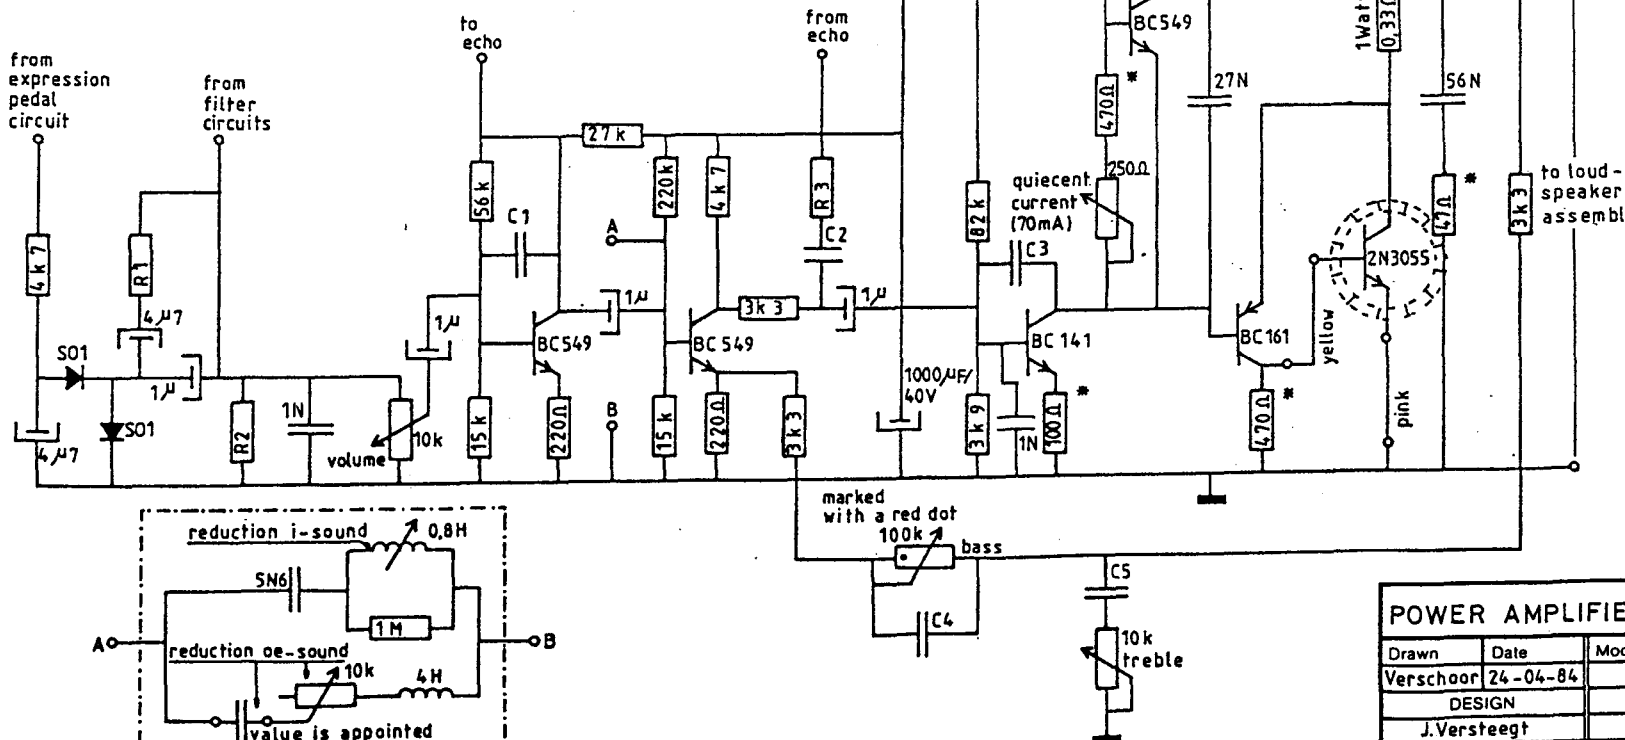 from
expression
pedal
circuit
from
filter
circuits
to
echo
from
echo
BC549
1Wat
0,33Ω
27k
56k
C1
220k
4k7
R3
C2
A
82k
C3
quiecent
current
(70mA)
250Ω
470Ω
*
27N
56N
47Ω
*
3k3
to loud-
speaker
assembl
4k7
R1
4μ7
S01
1μ
S01
4μ7
R2
1N
volume
10k
1μ
15k
BC549
220Ω
1μ
B
15k
BC549
220Ω
3k3
3k3
1μ
1000μF/
40V
3k9
1N
BC141
100Ω
*
BC161
470Ω
*
yellow
2N3055
pink
marked
with a red dot
100k
bass
C4
C5
10k
treble
reduction i-sound
0,8H
5N6
1M
A
B
reduction oe-sound
10k
4H
value is appointed
POWER AMPLIFIE
Drawn
Date
Mod
Verschoor
24-04-84
DESIGN
J.Versteegt